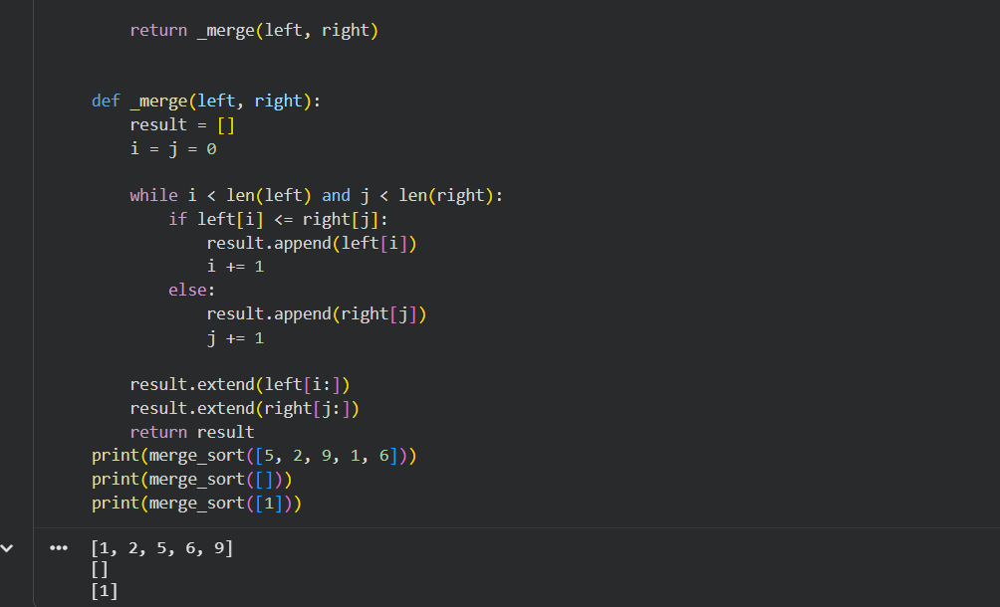 return _merge(left, right)
def _merge(left, right):
result = []
i = j = 0
while i < len(left) and j < len(right):
if left[i] <= right[j]:
result.append(left[i])
i += 1
else:
result.append(right[j])
j += 1
result.extend(left[i:])
result.extend(right[j:])
return result
print(merge_sort([5, 2, 9, 1, 6]))
print(merge_sort([]))
print(merge_sort([1]))
[1, 2, 5, 6, 9]
[]
[1]